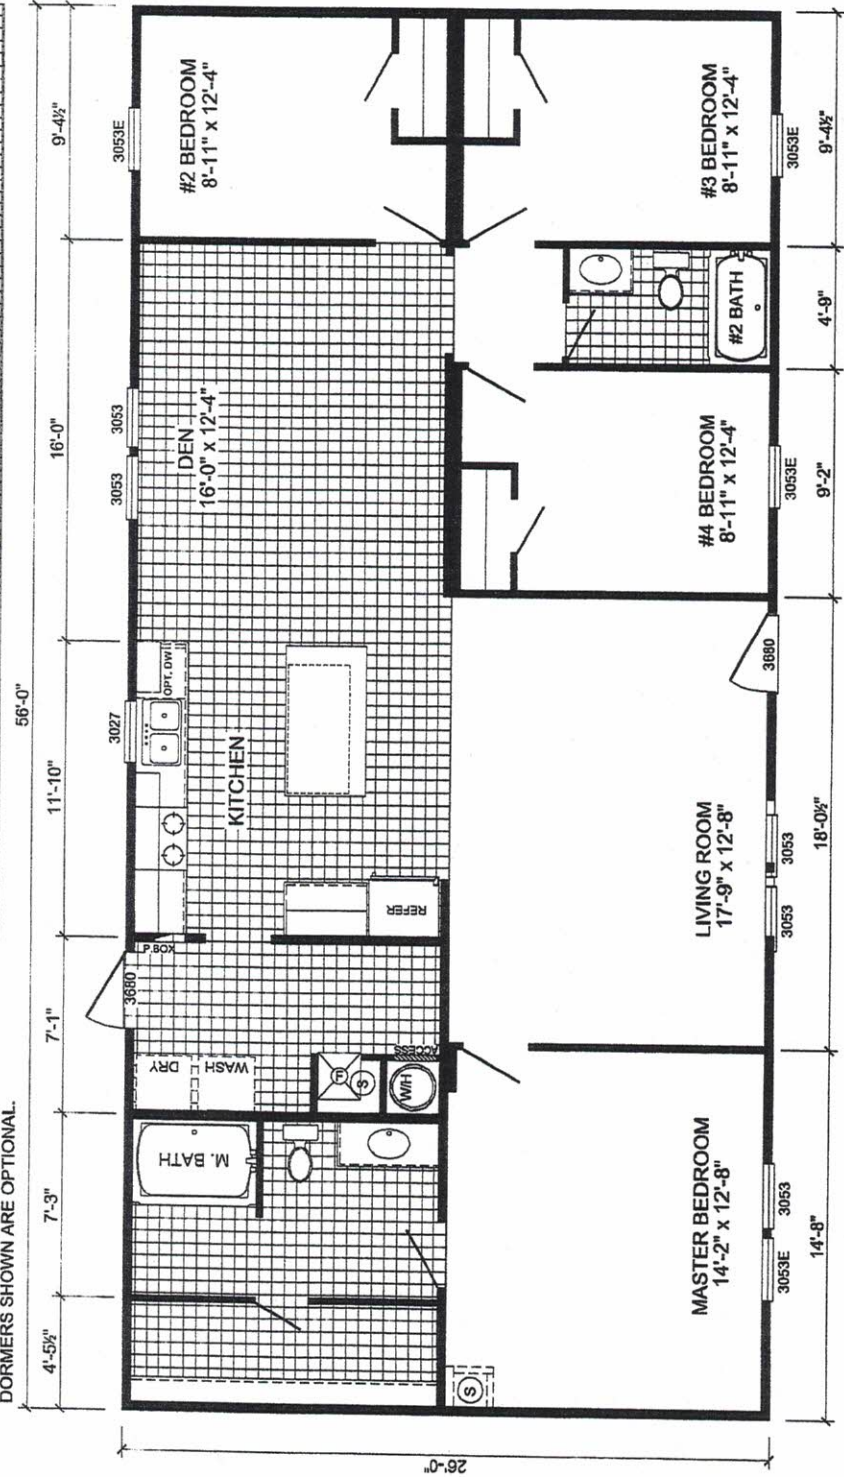 DORMERS SHOWN ARE OPTIONAL.
56'-0"
4'-5½"
7'-3"
7'-1"
11'-10"
16'-0"
9'-4½"
3680
3027
3053
3053
3053E
26'-0"
M. BATH
DRY
WASH
F
S
W/H
ACCESS
P.BOX
REFER
KITCHEN
OPT. DW
DEN
16'-0" x 12'-4"
#2 BEDROOM
8'-11" x 12'-4"
S
MASTER BEDROOM
14'-2" x 12'-8"
LIVING ROOM
17'-9" x 12'-8"
#4 BEDROOM
8'-11" x 12'-4"
#2 BATH
#3 BEDROOM
8'-11" x 12'-4"
3053E
3053
3053
3053
3680
3053E
3053E
14'-8"
18'-0½"
9'-2"
4'-9"
9'-4½"